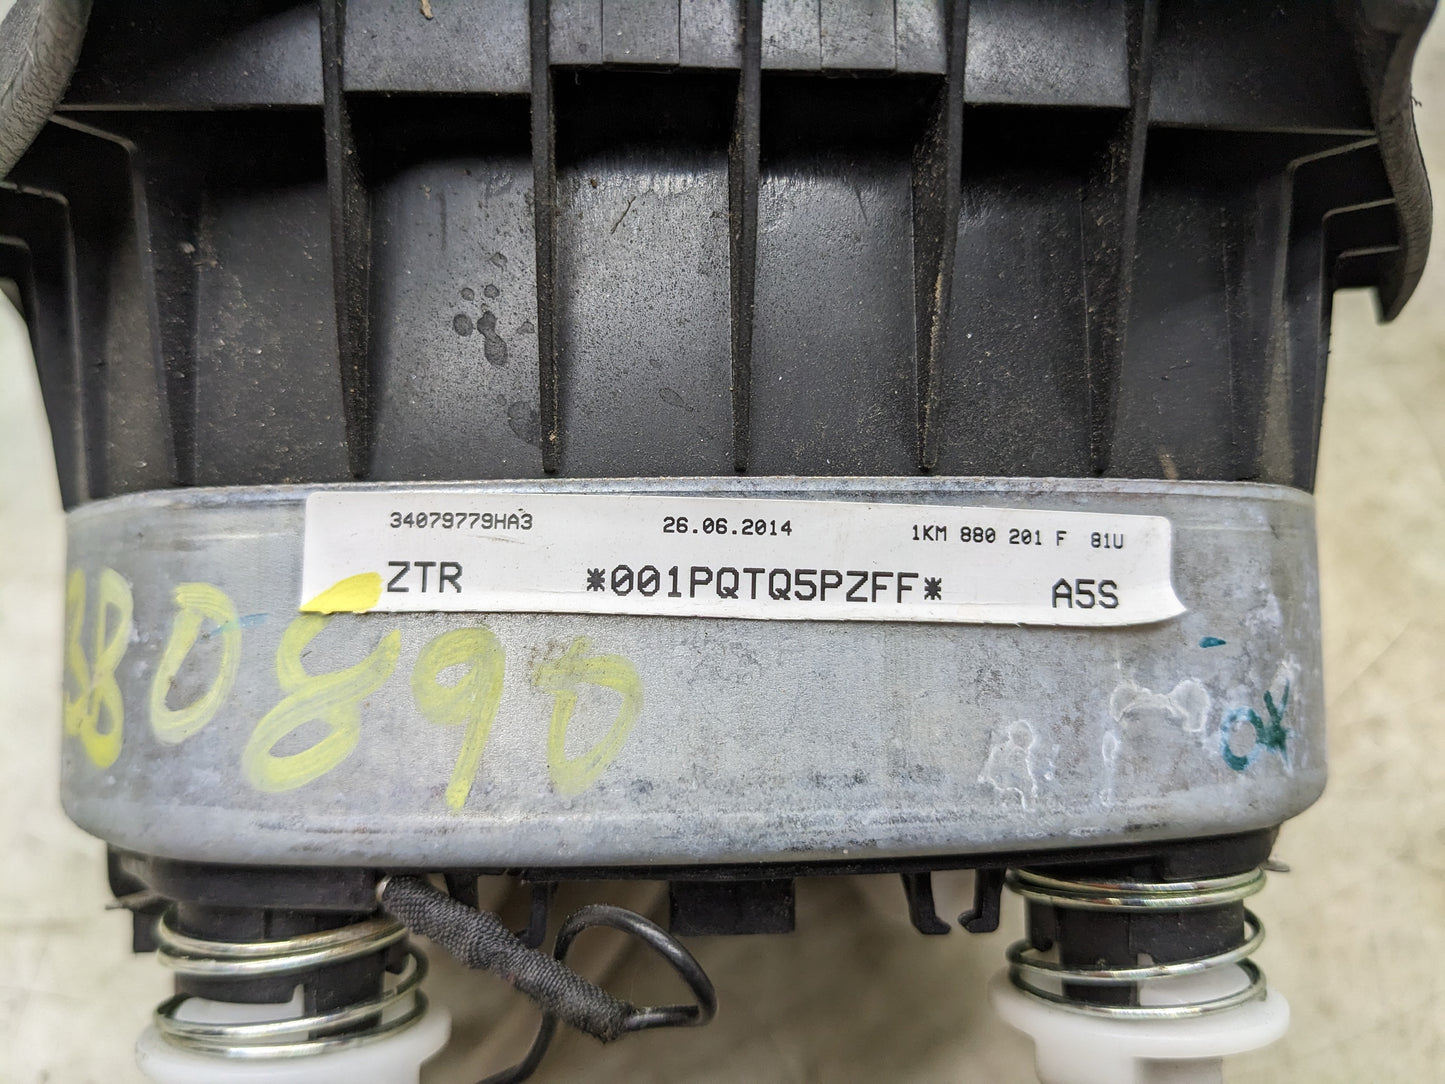 34079779HA3 26.06.2014 1KM 880 201 F 81U
ZTR *001PQTQ5PZFF* A5S
380890
OK